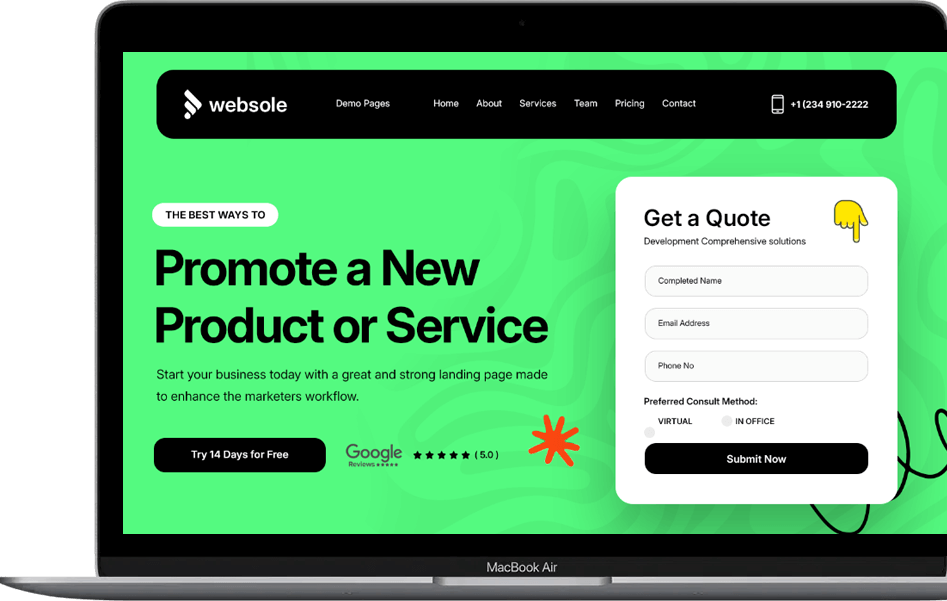 websole
Demo Pages
Home
About
Services
Team
Pricing
Contact
+1 (234 910-2222
THE BEST WAYS TO
Promote a New
Product or Service
Start your business today with a great and strong landing page made
to enhance the marketers workflow.
Try 14 Days for Free
Google
Reviews
( 5.0 )
Get a Quote
Development Comprehensive solutions
Completed Name
Email Address
Phone No
Preferred Consult Method:
VIRTUAL
IN OFFICE
Submit Now
MacBook Air